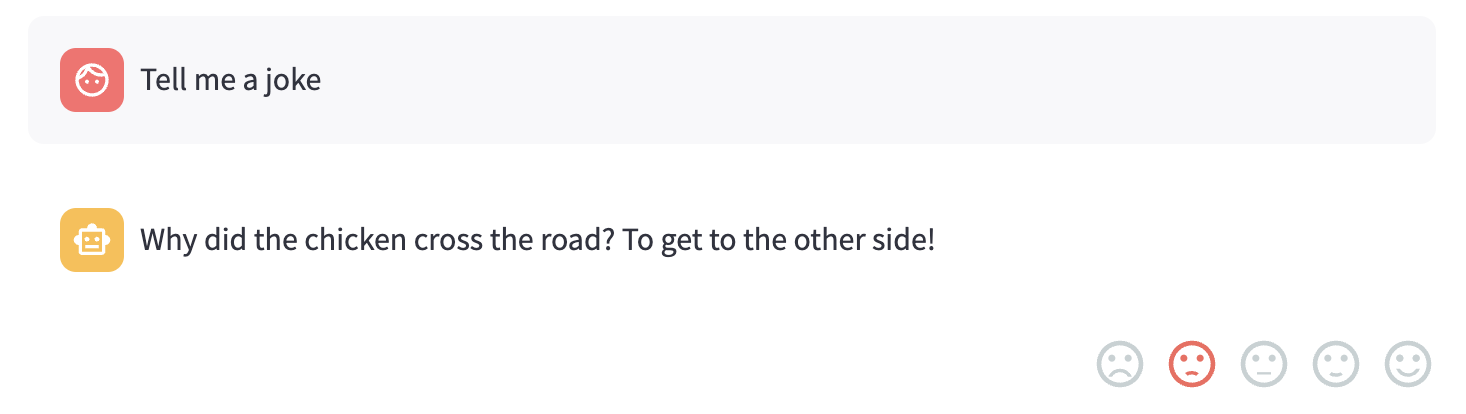 Tell me a joke
Why did the chicken cross the road? To get to the other side!